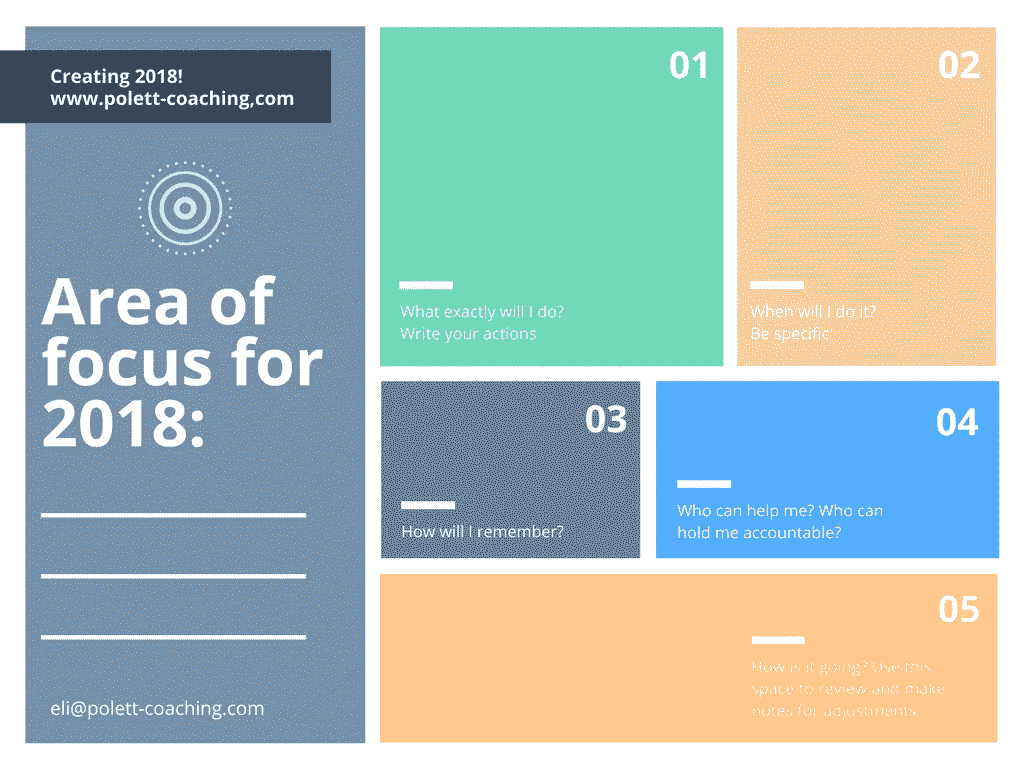 Creating 2018!
www.polett-coaching,com
Area of
focus for
2018:
eli@polett-coaching.com
01
What exactly will I do?
Write your actions
02
When will I do it?
Be specific
03
How will I remember?
04
Who can help me? Who can
hold me accountable?
05
How is it going? Use this
space to review and make
notes for adjustments